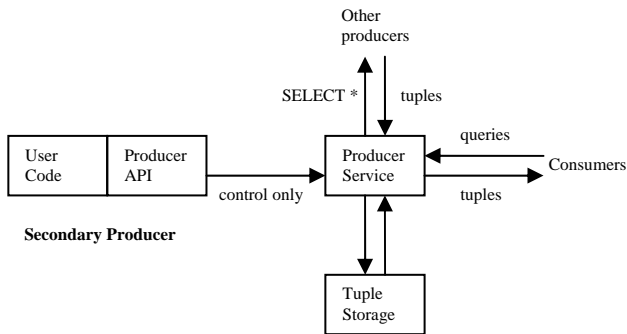 Other
producers
SELECT *
tuples
queries
User
Code
Producer
API
Producer
Service
Consumers
control only
tuples
Secondary Producer
Tuple
Storage